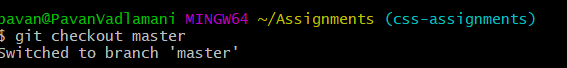 pavan@PavanVadlamani MINGW64 ~/Assignments (css-assignments)
$ git checkout master
Switched to branch 'master'